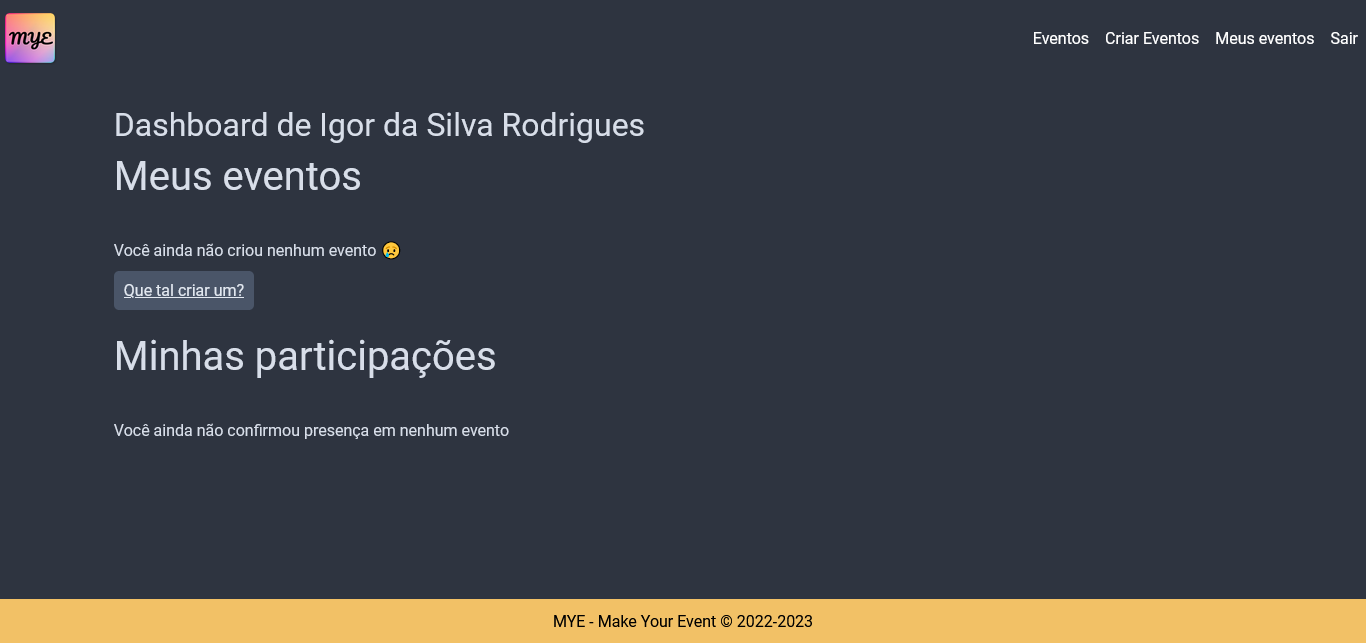 MYE
Eventos Criar Eventos Meus eventos Sair
Dashboard de Igor da Silva Rodrigues
Meus eventos
Você ainda não criou nenhum evento 😥
Que tal criar um?
Minhas participações
Você ainda não confirmou presença em nenhum evento
MYE - Make Your Event © 2022-2023